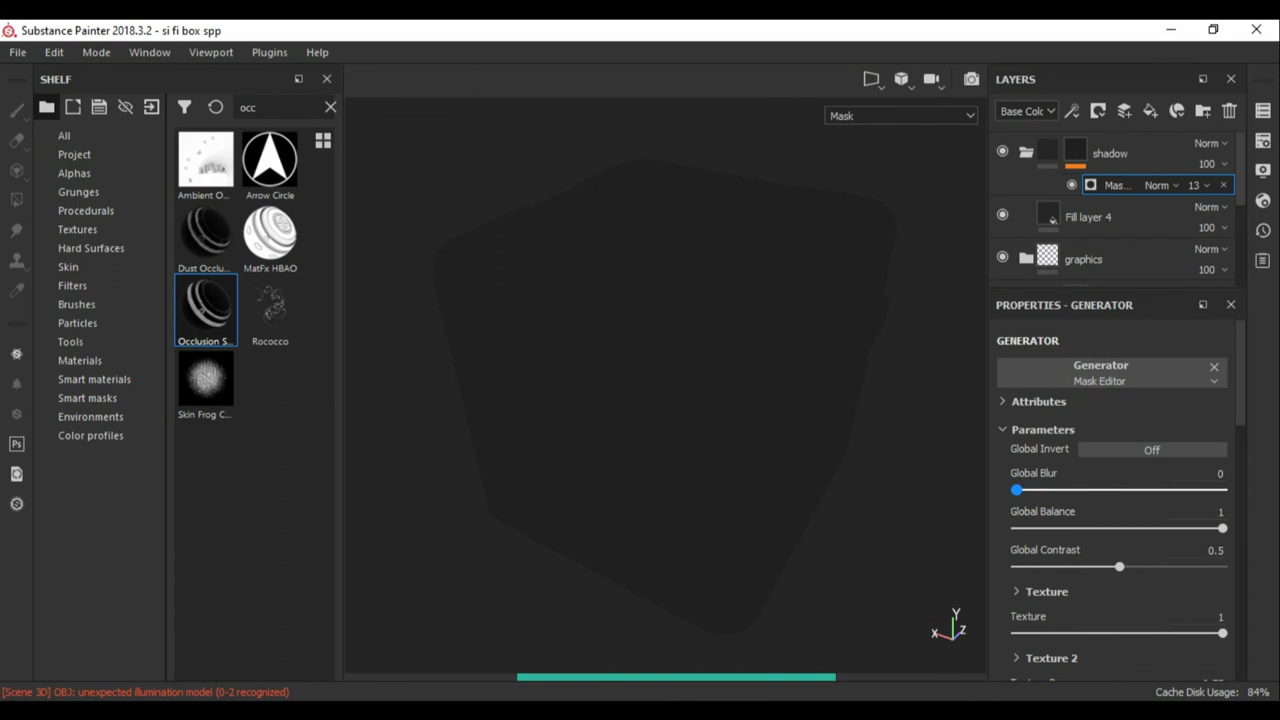 Substance Painter 2018.3.2 - si fi box spp
File Edit Mode Window Viewport Plugins Help
SHELF
occ
All
Project
Alphas
Grunges
Procedurals
Textures
Hard Surfaces
Skin
Filters
Brushes
Particles
Tools
Materials
Smart materials
Smart masks
Environments
Color profiles
Ambient O...
Arrow Circle
Dust Occlu...
MatFx HBAO
Occlusion S...
Rococco
Skin Frog C...
Ps
Mask
Y
X Z
LAYERS
Base Colc
shadow
Norm
100
Mas... Norm 13
Fill layer 4
Norm
100
graphics
Norm
100
PROPERTIES - GENERATOR
GENERATOR
Generator
Mask Editor
Attributes
Parameters
Global Invert Off
Global Blur 0
Global Balance 1
Global Contrast 0.5
Texture
Texture 1
Texture 2
[Scene 3D] OBJ: unexpected illumination model (0-2 recognized)
Cache Disk Usage: 84%